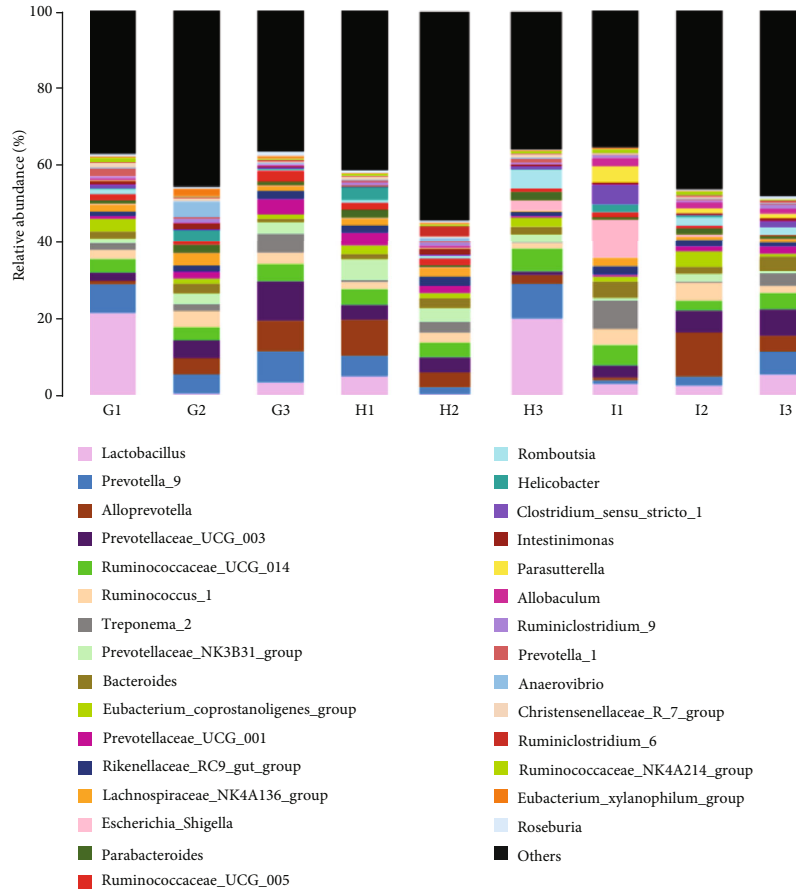 100
80
60
40
20
0
Relative abundance (%)
G1 G2 G3 H1 H2 H3 I1 I2 I3
Lactobacillus
Prevotella_9
Alloprevotella
Prevotellaceae_UCG_003
Ruminococcaceae_UCG_014
Ruminococcus_1
Treponema_2
Prevotellaceae_NK3B31_group
Bacteroides
Eubacterium_coprostanoligenes_group
Prevotellaceae_UCG_001
Rikenellaceae_RC9_gut_group
Lachnospiraceae_NK4A136_group
Escherichia_Shigella
Parabacteroides
Ruminococcaceae_UCG_005
Romboutsia
Helicobacter
Clostridium_sensu_stricto_1
Intestinimonas
Parasutterella
Allobaculum
Ruminiclostridium_9
Prevotella_1
Anaerovibrio
Christensenellaceae_R_7_group
Ruminiclostridium_6
Ruminococcaceae_NK4A214_group
Eubacterium_xylanophilum_group
Roseburia
Others